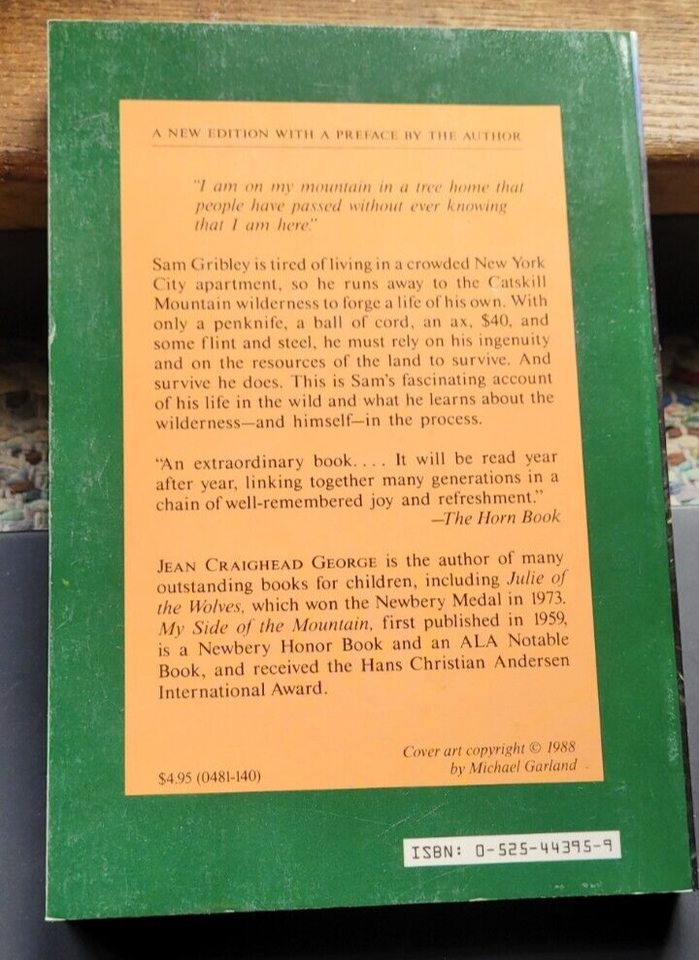 A NEW EDITION WITH A PREFACE BY THE AUTHOR
"I am on my mountain in a tree home that
people have passed without ever knowing
that I am here."
Sam Gribley is tired of living in a crowded New York
City apartment, so he runs away to the Catskill
Mountain wilderness to forge a life of his own. With
only a penknife, a ball of cord, an ax, $40, and
some flint and steel, he must rely on his ingenuity
and on the resources of the land to survive. And
survive he does. This is Sam's fascinating account
of his life in the wild and what he learns about the
wilderness—and himself—in the process.
"An extraordinary book. . . . It will be read year
after year, linking together many generations in a
chain of well-remembered joy and refreshment."
—The Horn Book
JEAN CRAIGHEAD GEORGE is the author of many
outstanding books for children, including Julie of
the Wolves, which won the Newbery Medal in 1973.
My Side of the Mountain, first published in 1959,
is a Newbery Honor Book and an ALA Notable
Book, and received the Hans Christian Andersen
International Award.
Cover art copyright © 1988
by Michael Garland
$4.95 (0481-140)
ISBN: 0-525-44395-9